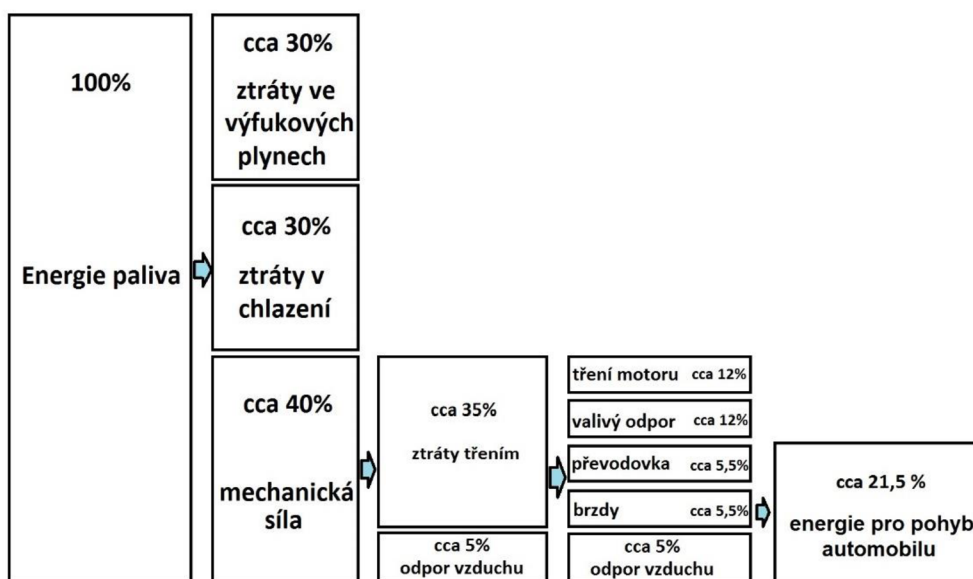 100%
Energie paliva
cca 30%
ztráty ve
výfukových
plynech
cca 30%
ztráty v
chlazení
cca 40%
mechanická
síla
cca 35%
ztráty třením
cca 5%
odpor vzduchu
tření motoru cca 12%
valivý odpor cca 12%
převodovka cca 5,5%
brzdy cca 5,5%
cca 5%
odpor vzduchu
cca 21,5 %
energie pro pohyb
automobilu